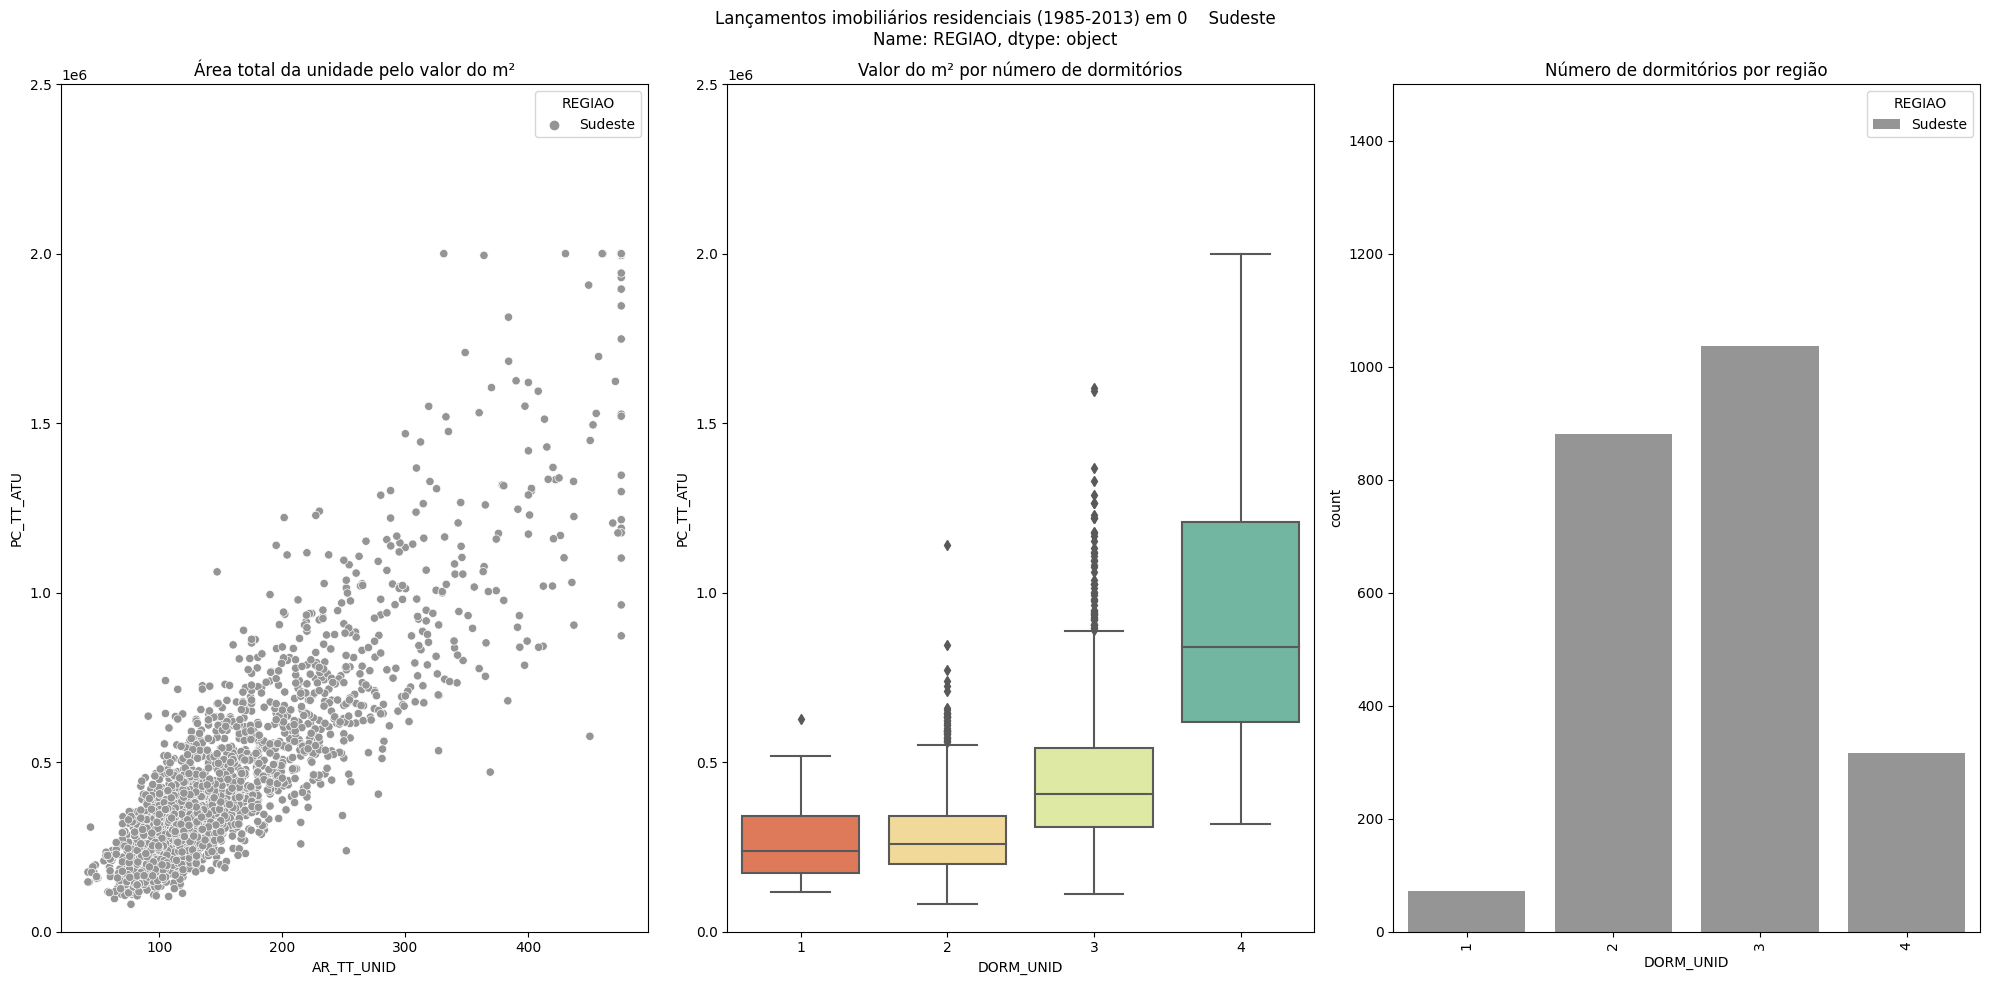 Lançamentos imobiliários residenciais (1985-2013) em 0    Sudeste
Name: REGIAO, dtype: object
Área total da unidade pelo valor do m²
1e6
2.5
2.0
1.5
1.0
0.5
0.0
PC_TT_ATU
REGIAO
Sudeste
100 200 300 400
AR_TT_UNID
Valor do m² por número de dormitórios
1e6
2.5
2.0
1.5
1.0
0.5
0.0
PC_TT_ATU
1 2 3 4
DORM_UNID
Número de dormitórios por região
1400
1200
1000
800
600
400
200
0
count
REGIAO
Sudeste
1 2 3 4
DORM_UNID